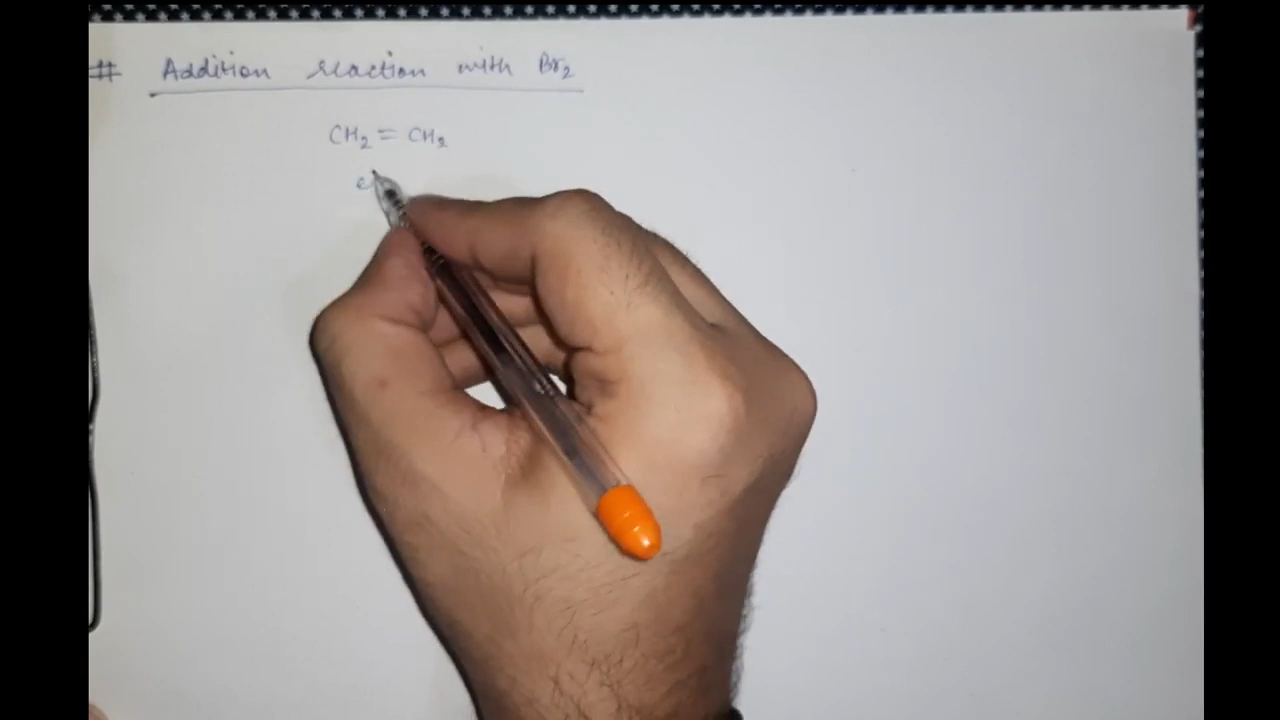 # Addition reaction with Br₂
CH₂ = CH₂
e